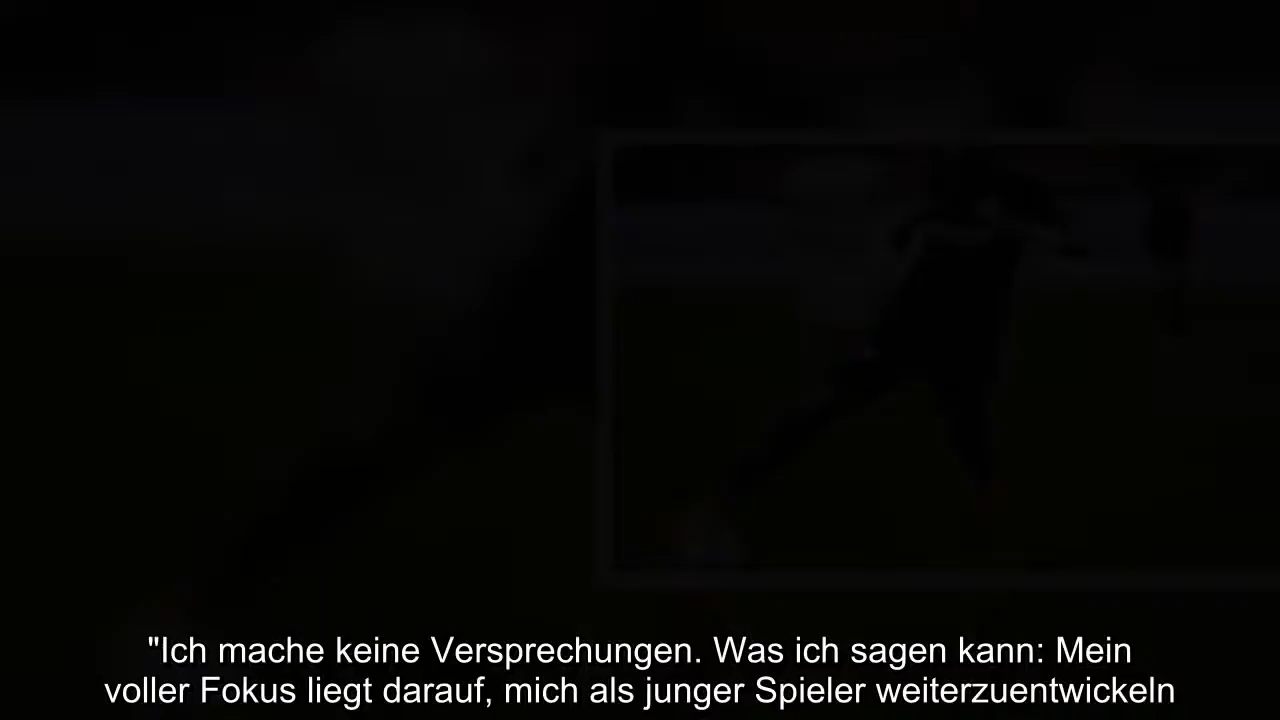 "Ich mache keine Versprechungen. Was ich sagen kann: Mein
voller Fokus liegt darauf, mich als junger Spieler weiterzuentwickeln